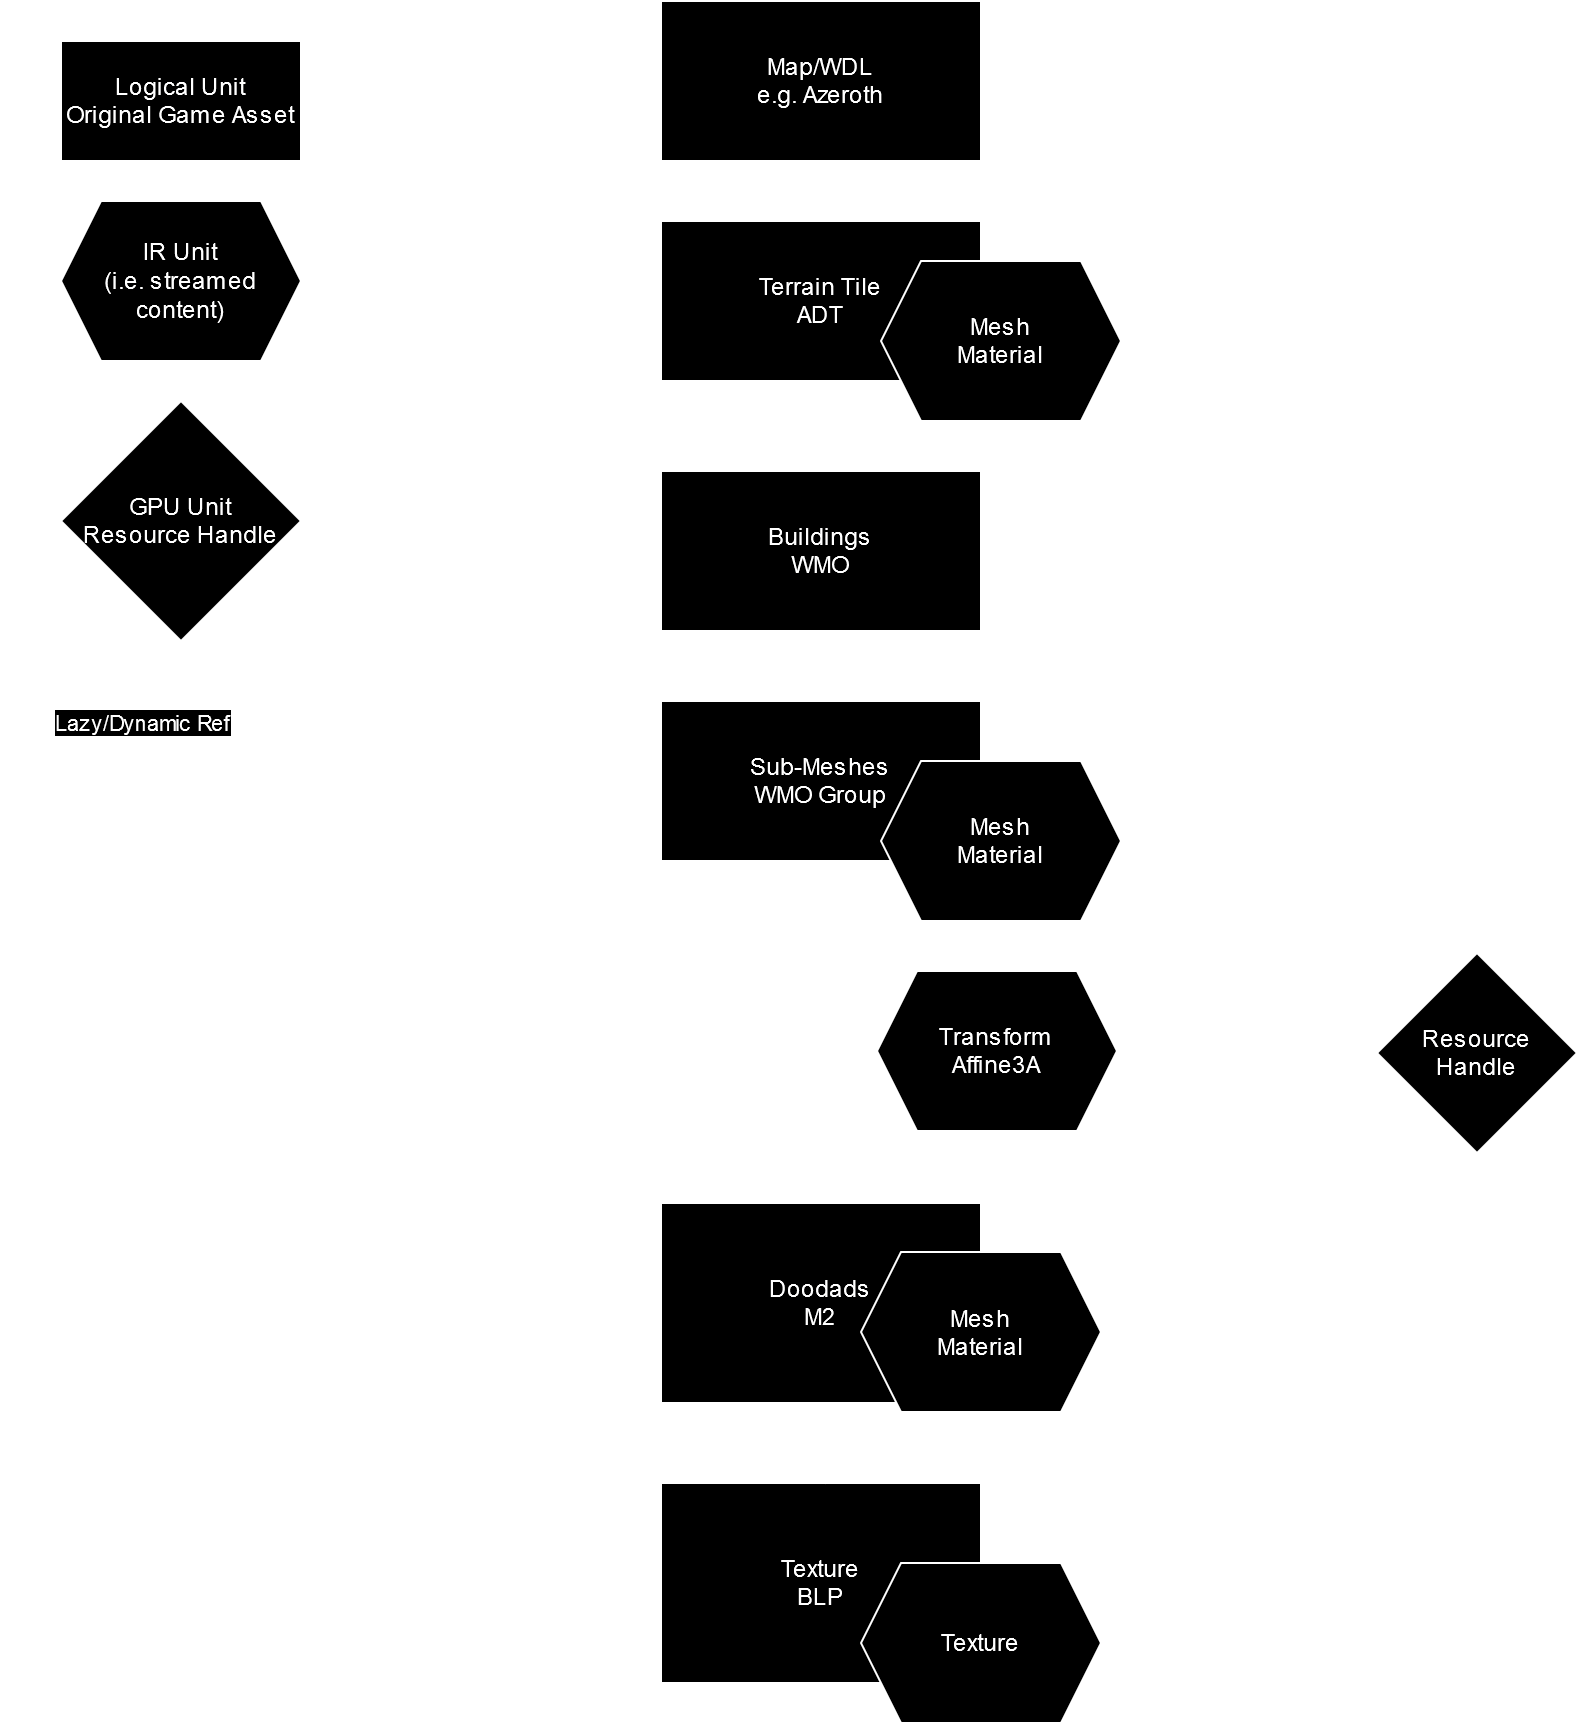 Logical Unit
Original Game Asset
IR Unit
(i.e. streamed
content)
GPU Unit
Resource Handle
Lazy/Dynamic Ref
Map/WDL
e.g. Azeroth
Terrain Tile
ADT
Mesh
Material
Buildings
WMO
Sub-Meshes
WMO Group
Mesh
Material
Transform
Affine3A
Resource
Handle
Doodads
M2
Mesh
Material
Texture
BLP
Texture